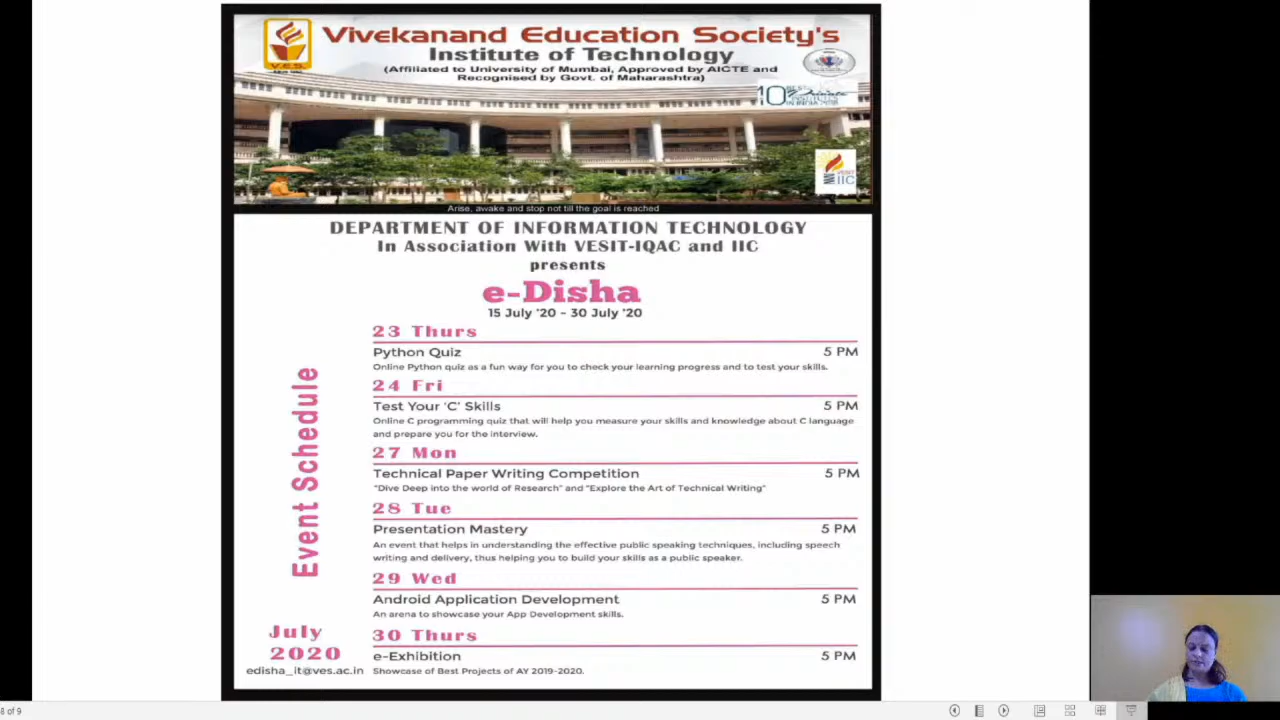 Vivekanand Education Society's
Institute of Technology
(Affiliated to University of Mumbai, Approved by AICTE and
Recognised by Govt. of Maharashtra)
V.E.S.
10 BEST
Private
INSTITUTES
IN INDIA
VESIT
IIC
Arise, awake and stop not till the goal is reached
DEPARTMENT OF INFORMATION TECHNOLOGY
In Association With VESIT-IQAC and IIC
presents
e-Disha
15 July '20 - 30 July '20
Event Schedule
23 Thurs
Python Quiz 5 PM
Online Python quiz as a fun way for you to check your learning progress and to test your skills.
24 Fri
Test Your 'C' Skills 5 PM
Online C programming quiz that will help you measure your skills and knowledge about C language
and prepare you for the interview.
27 Mon
Technical Paper Writing Competition 5 PM
"Dive Deep into the world of Research" and "Explore the Art of Technical Writing"
28 Tue
Presentation Mastery 5 PM
An event that helps in understanding the effective public speaking techniques, including speech
writing and delivery, thus helping you to build your skills as a public speaker.
29 Wed
Android Application Development 5 PM
An arena to showcase your App Development skills.
30 Thurs
e-Exhibition 5 PM
Showcase of Best Projects of AY 2019-2020.
July
2020
edisha_it@ves.ac.in
8 of 9